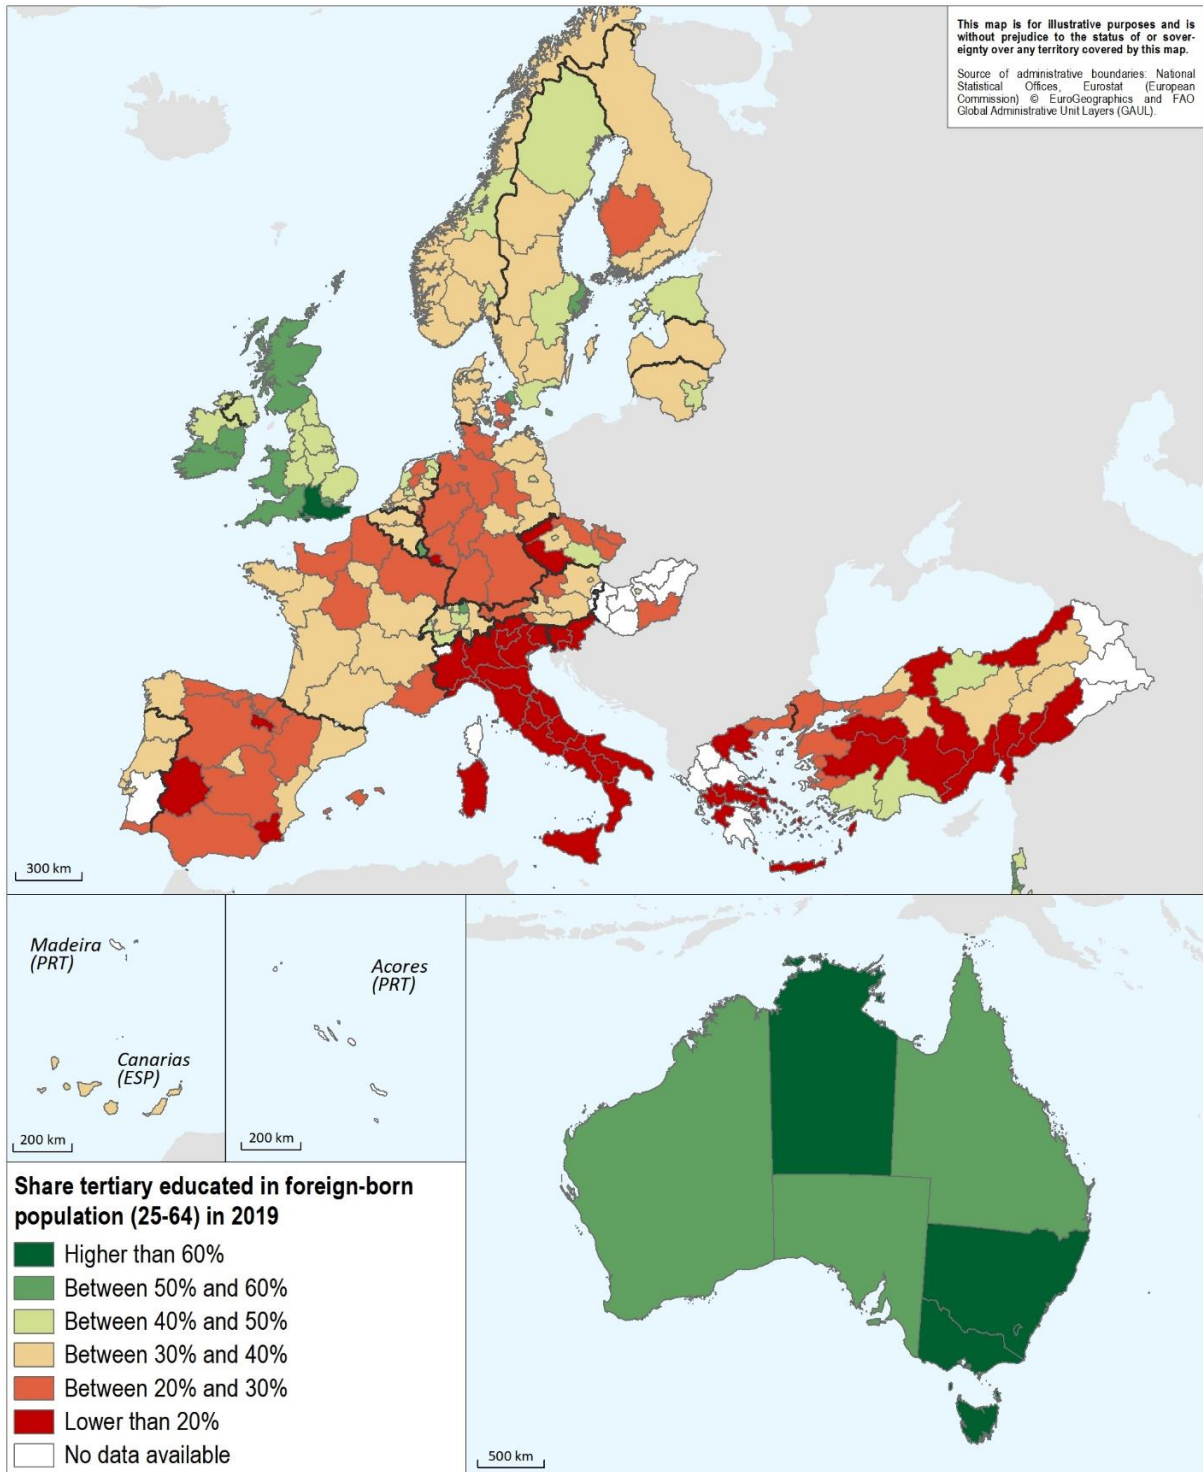 This map is for illustrative purposes and is
without prejudice to the status of or sover-
eignty over any territory covered by this map.
Source of administrative boundaries: National
Statistical Offices, Eurostat (European
Commission) © EuroGeographics and FAO
Global Administrative Unit Layers (GAUL).
300 km
Madeira
(PRT)
Canarias
(ESP)
200 km
Acores
(PRT)
200 km
Share tertiary educated in foreign-born
population (25-64) in 2019
Higher than 60%
Between 50% and 60%
Between 40% and 50%
Between 30% and 40%
Between 20% and 30%
Lower than 20%
No data available
500 km